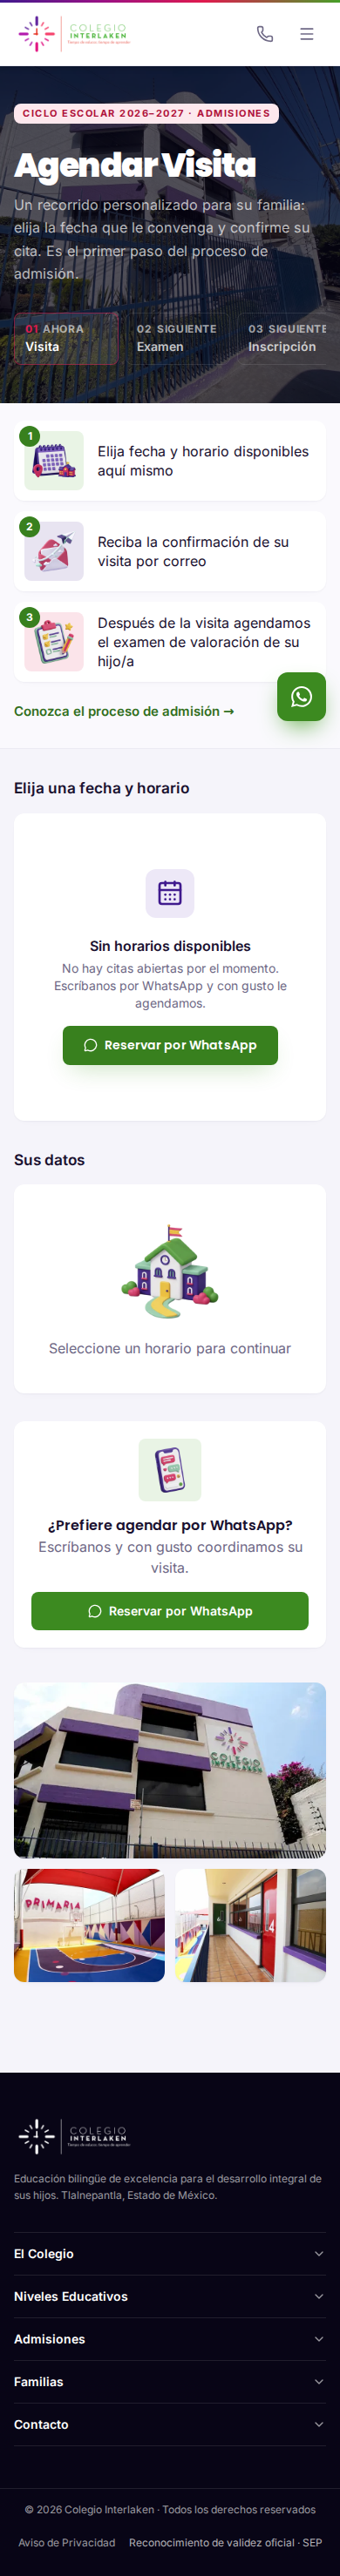 COLEGIO
INTERLAKEN
CICLO ESCOLAR 2026–2027 · ADMISIONES
Agendar Visita
Un recorrido personalizado para su familia:
elija la fecha que le convenga y confirme su
cita. Es el primer paso del proceso de
admisión.
01 AHORA
Visita
02 SIGUIENTE
Examen
03 SIGUIENTE
Inscripción
1
Elija fecha y horario disponibles
aquí mismo
2
Reciba la confirmación de su
visita por correo
3
Después de la visita agendamos
el examen de valoración de su
hijo/a
Conozca el proceso de admisión →
Elija una fecha y horario
Sin horarios disponibles
No hay citas abiertas por el momento.
Escríbanos por WhatsApp y con gusto le
agendamos.
Reservar por WhatsApp
Sus datos
Seleccione un horario para continuar
¿Prefiere agendar por WhatsApp?
Escríbanos y con gusto coordinamos su
visita.
Reservar por WhatsApp
COLEGIO
INTERLAKEN
PRIMARIA
4
COLEGIO
INTERLAKEN
Educación bilingüe de excelencia para el desarrollo integral de
sus hijos. Tlalnepantla, Estado de México.
El Colegio
Niveles Educativos
Admisiones
Familias
Contacto
© 2026 Colegio Interlaken · Todos los derechos reservados
Aviso de Privacidad
Reconocimiento de validez oficial · SEP